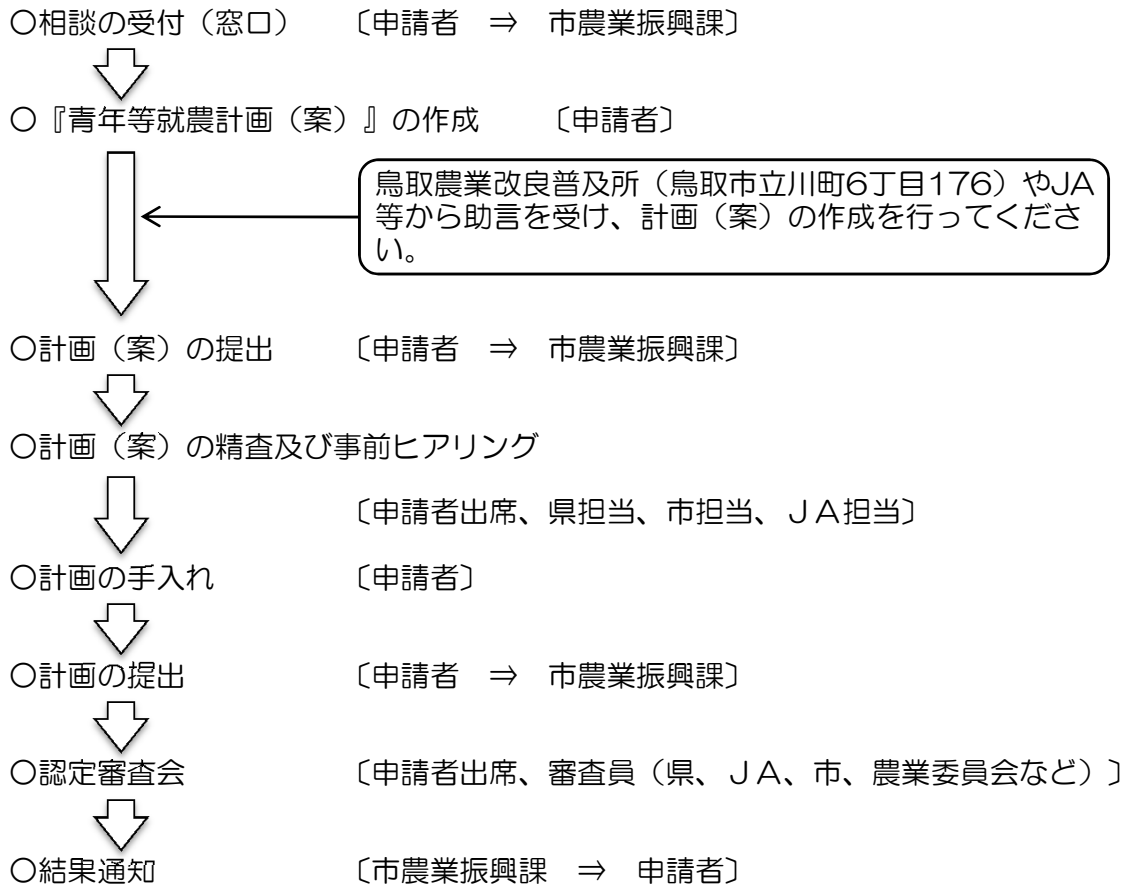 〇相談の受付（窓口）　〔申請者　⇒　市農業振興課〕
〇『青年等就農計画（案）』の作成　　〔申請者〕
鳥取農業改良普及所（鳥取市立川町6丁目176）やJA
等から助言を受け、計画（案）の作成を行ってくださ
い。
〇計画（案）の提出　　〔申請者　⇒　市農業振興課〕
〇計画（案）の精査及び事前ヒアリング
〔申請者出席、県担当、市担当、ＪＡ担当〕
〇計画の手入れ　　〔申請者〕
〇計画の提出　　〔申請者　⇒　市農業振興課〕
〇認定審査会　　〔申請者出席、審査員（県、ＪＡ、市、農業委員会など）〕
〇結果通知　　〔市農業振興課　⇒　申請者〕